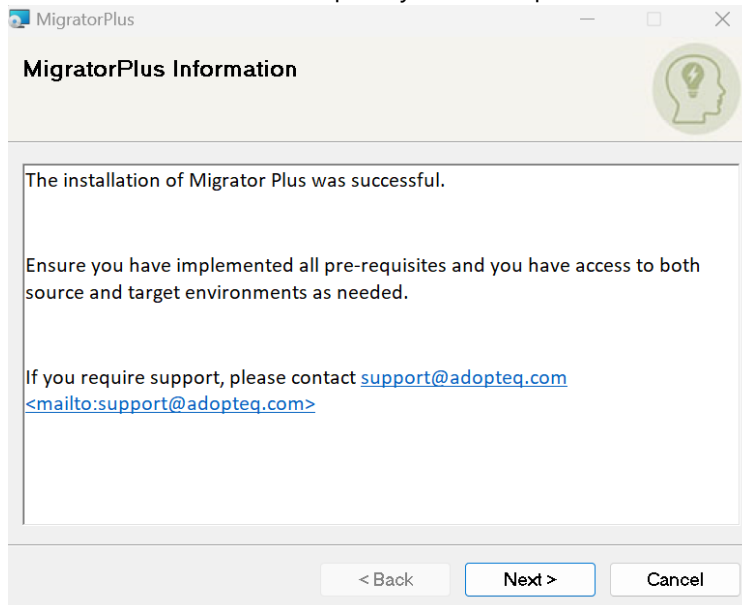 MigratorPlus
MigratorPlus Information
The installation of Migrator Plus was successful.
Ensure you have implemented all pre-requisites and you have access to both
source and target environments as needed.
If you require support, please contact support@adopteq.com
<mailto:support@adopteq.com>
< Back
Next >
Cancel